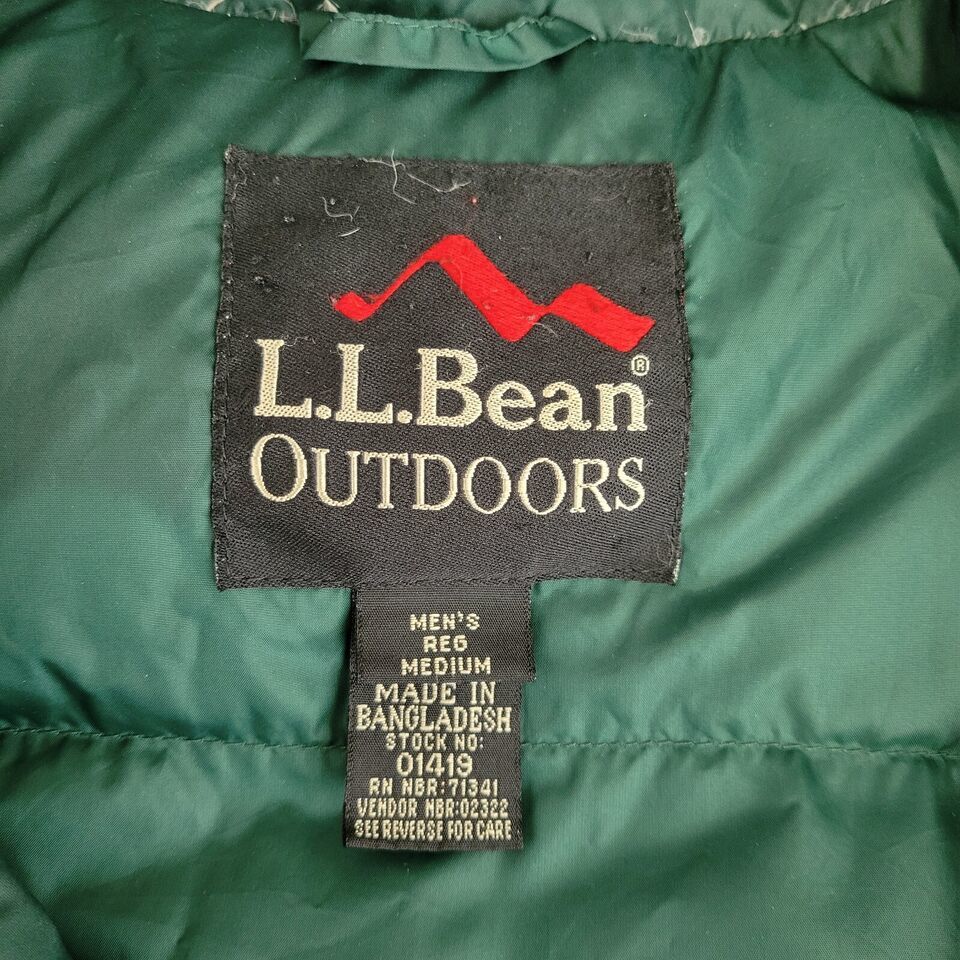 L.L.Bean®
OUTDOORS
MEN'S
REG
MEDIUM
MADE IN
BANGLADESH
STOCK NO:
01419
RN NBR:71341
VENDOR NBR:02322
SEE REVERSE FOR CARE